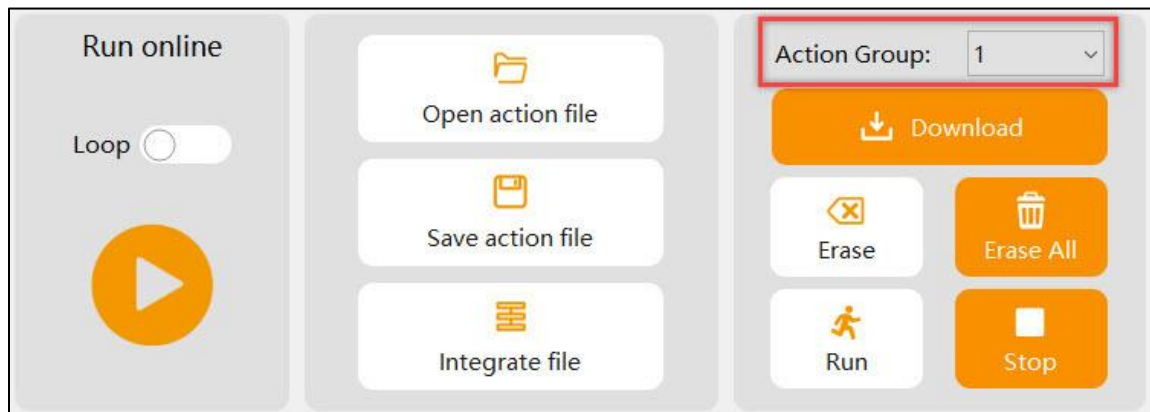 Run online
Loop
Open action file
Save action file
Integrate file
Action Group: 1
Download
Erase
Erase All
Run
Stop